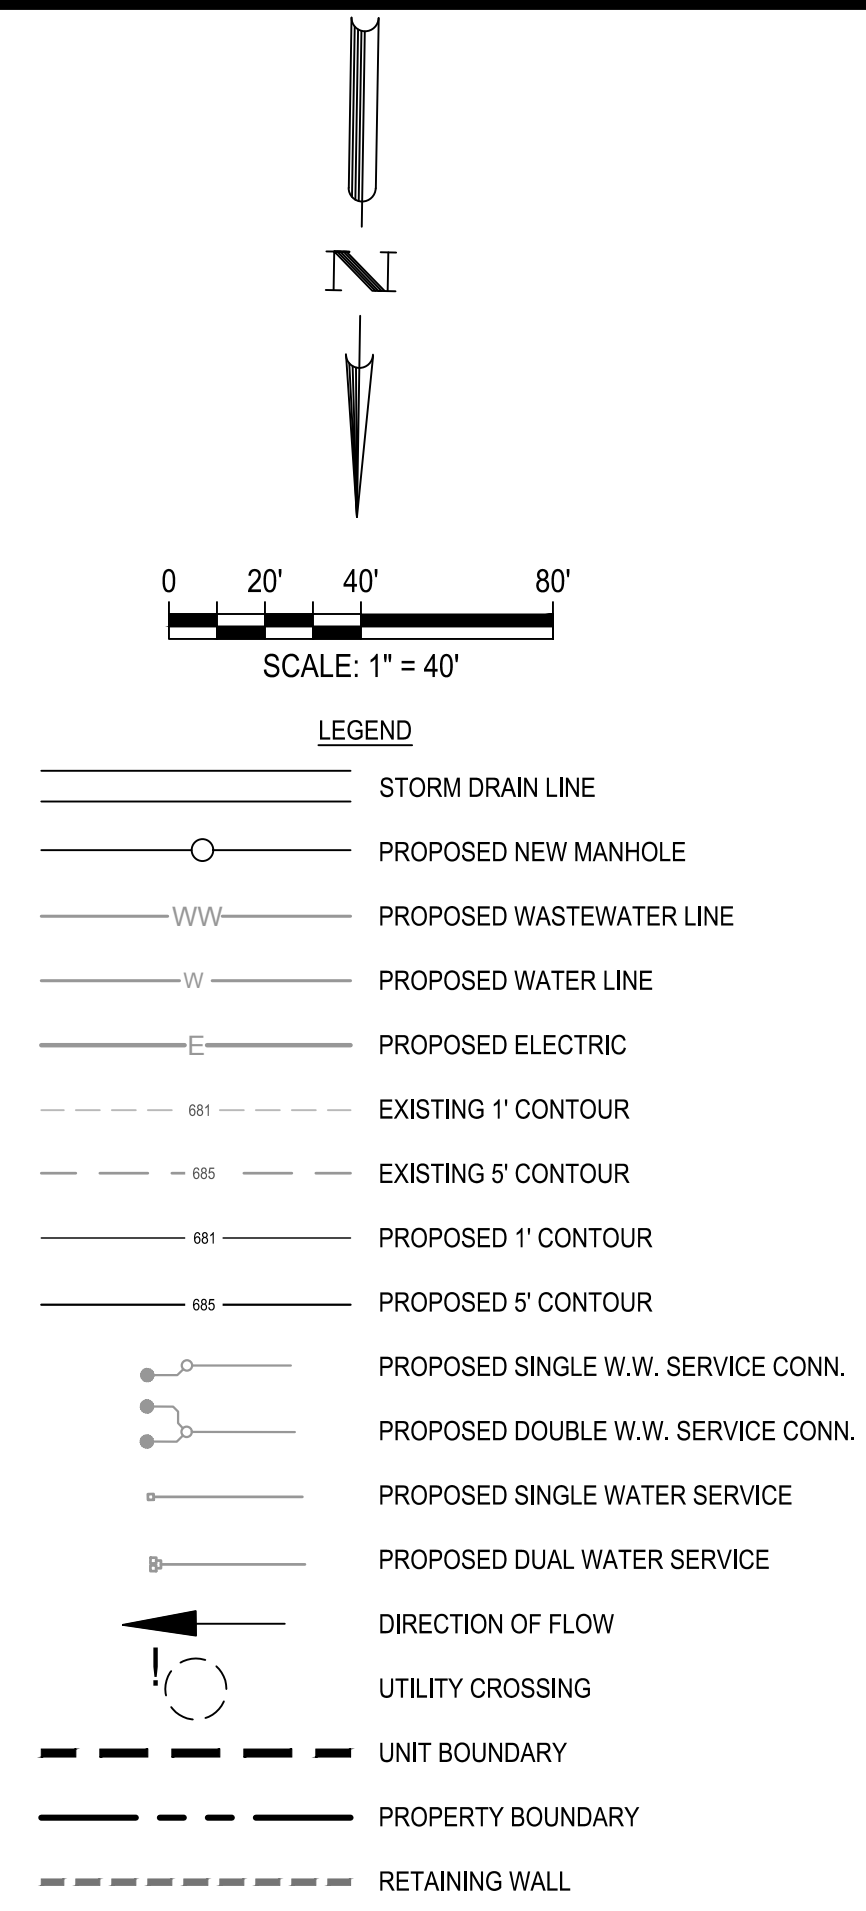 N
0 20' 40' 80'
SCALE: 1" = 40'
LEGEND
STORM DRAIN LINE
PROPOSED NEW MANHOLE
WW PROPOSED WASTEWATER LINE
W PROPOSED WATER LINE
E PROPOSED ELECTRIC
681 EXISTING 1' CONTOUR
685 EXISTING 5' CONTOUR
681 PROPOSED 1' CONTOUR
685 PROPOSED 5' CONTOUR
PROPOSED SINGLE W.W. SERVICE CONN.
PROPOSED DOUBLE W.W. SERVICE CONN.
PROPOSED SINGLE WATER SERVICE
PROPOSED DUAL WATER SERVICE
DIRECTION OF FLOW
! UTILITY CROSSING
UNIT BOUNDARY
PROPERTY BOUNDARY
RETAINING WALL